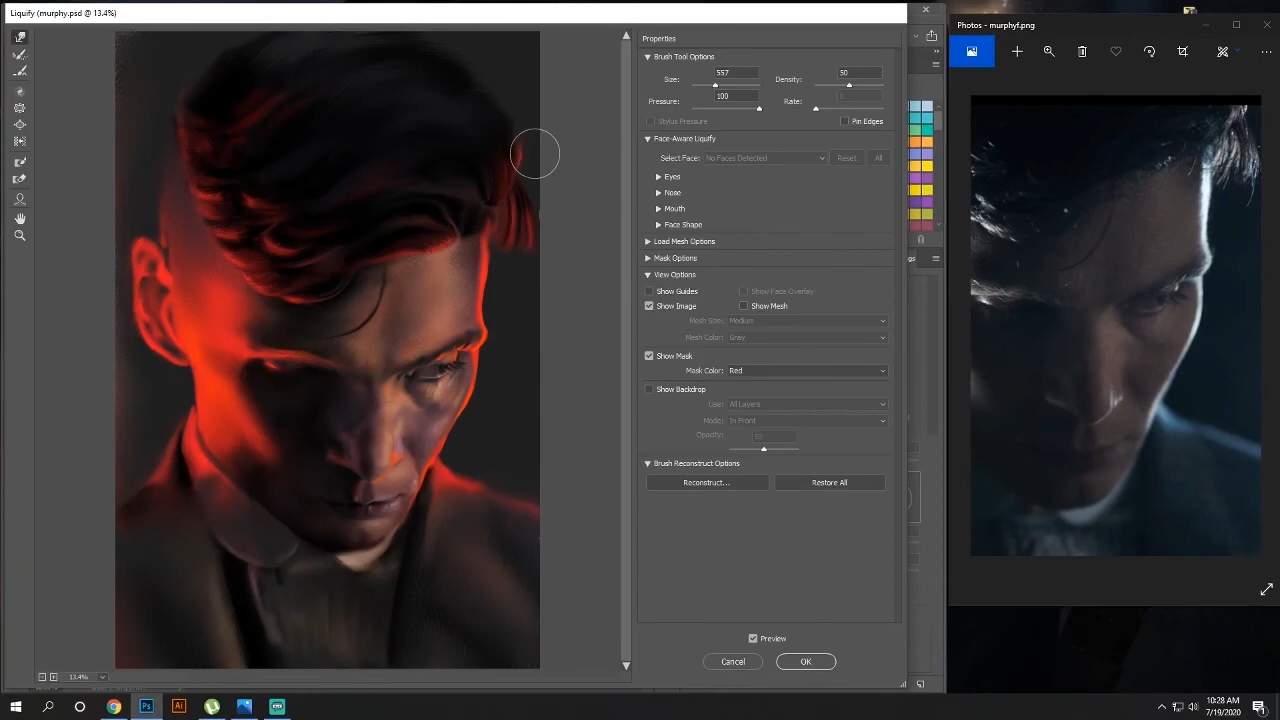 Liquify (murphy.psd @ 13.4%)
Photos - murphyf.png
Properties
Brush Tool Options
Size: 557 Density: 50
Pressure: 100 Rate: 0
Stylus Pressure Pin Edges
Face-Aware Liquify
Select Face: No Faces Detected Reset All
Eyes
Nose
Mouth
Face Shape
Load Mesh Options
Mask Options
View Options
Show Guides Show Face Overlay
Show Image Show Mesh
Mesh Size: Medium
Mesh Color: Gray
Show Mask
Mask Color: Red
Show Backdrop
Use: All Layers
Mode: In Front
Opacity: 50
Brush Reconstruct Options
Reconstruct... Restore All
Preview
Cancel OK
13.4%
Ps Ai
10:28 AM
7/19/2020